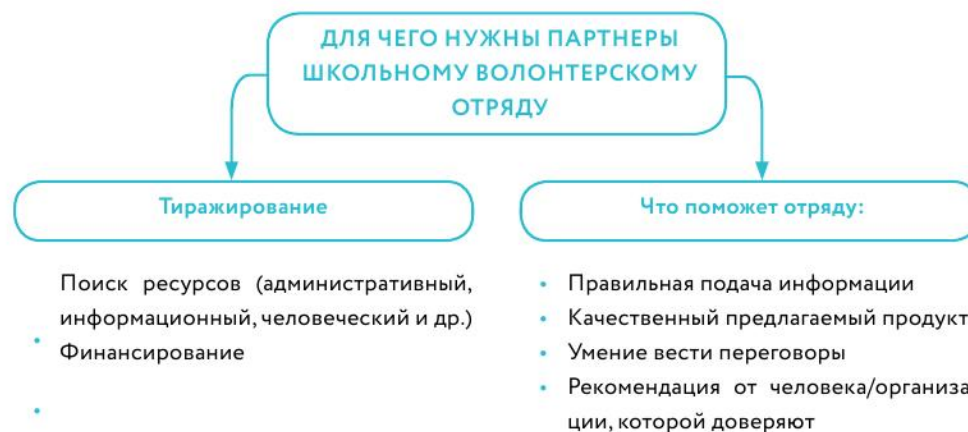 ДЛЯ ЧЕГО НУЖНЫ ПАРТНЕРЫ
ШКОЛЬНОМУ ВОЛОНТЕРСКОМУ
ОТРЯДУ
Тиражирование
Поиск ресурсов (административный,
информационный, человеческий и др.)
Финансирование
Что поможет отряду:
• Правильная подача информации
• Качественный предлагаемый продукт
• Умение вести переговоры
• Рекомендация от человека/организа
ции, которой доверяют